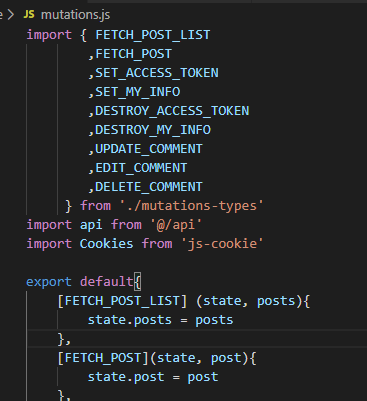 e > JS mutations.js
import { FETCH_POST_LIST
,FETCH_POST
,SET_ACCESS_TOKEN
,SET_MY_INFO
,DESTROY_ACCESS_TOKEN
,DESTROY_MY_INFO
,UPDATE_COMMENT
,EDIT_COMMENT
,DELETE_COMMENT
} from './mutations-types'
import api from '@/api'
import Cookies from 'js-cookie'
export default{
[FETCH_POST_LIST] (state, posts){
state.posts = posts
},
[FETCH_POST](state, post){
state.post = post
},